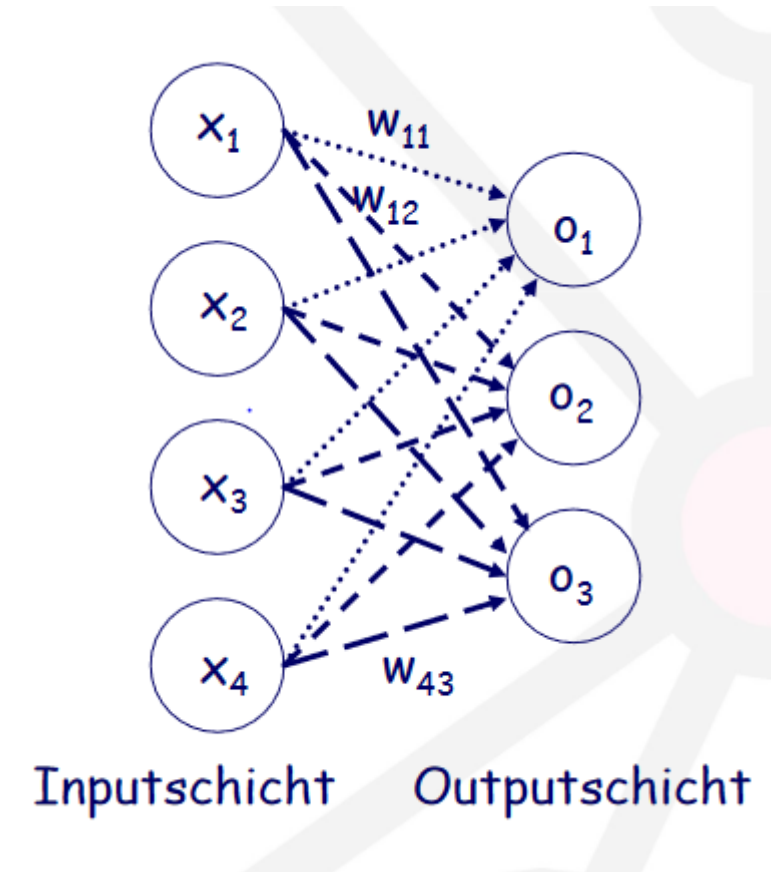 x₁
w₁₁
w₁₂
o₁
x₂
o₂
x₃
o₃
x₄
w₄₃
Inputschicht
Outputschicht